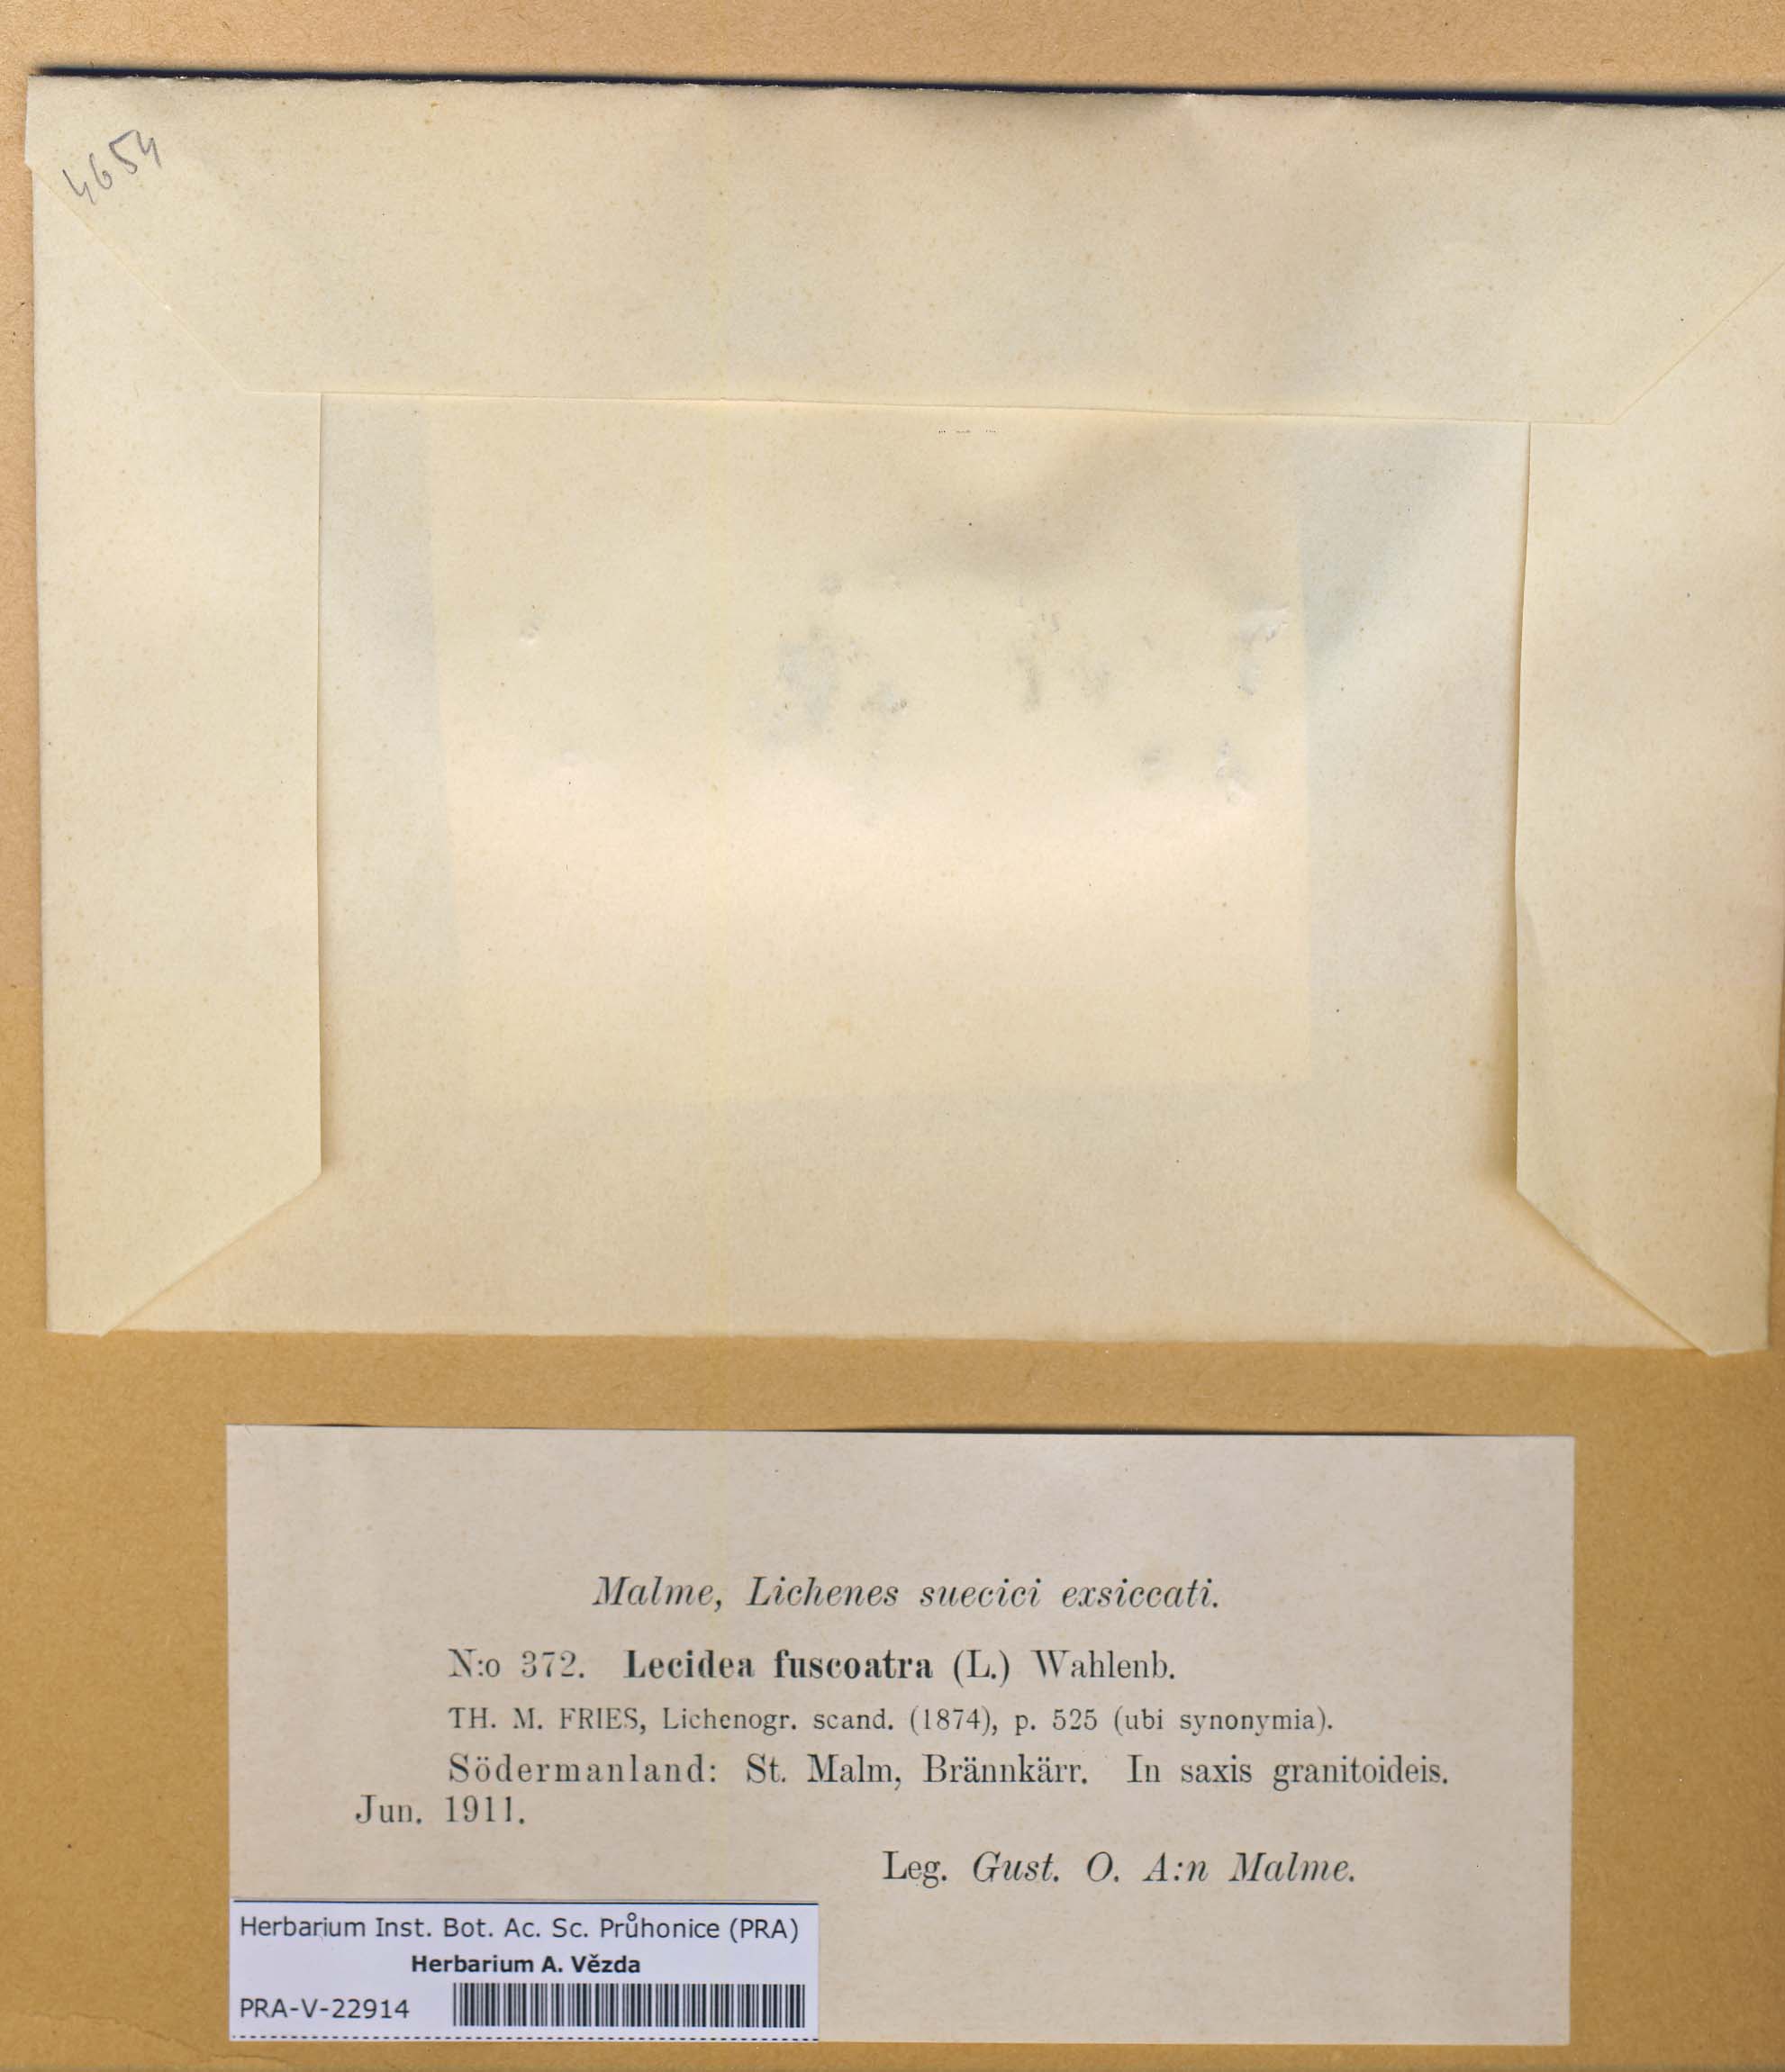 4654
Malme, Lichenes suecici exsiccati.
N:o 372. Lecidea fuscoatra (L.) Wahlenb.
TH. M. FRIES, Lichenogr. scand. (1874), p. 525 (ubi synonymia).
Södermanland: St. Malm, Brännkärr. In saxis granitoideis.
Jun. 1911.
Leg. Gust. O. A:n Malme.
Herbarium Inst. Bot. Ac. Sc. Průhonice (PRA)
Herbarium A. Vězda
PRA-V-22914